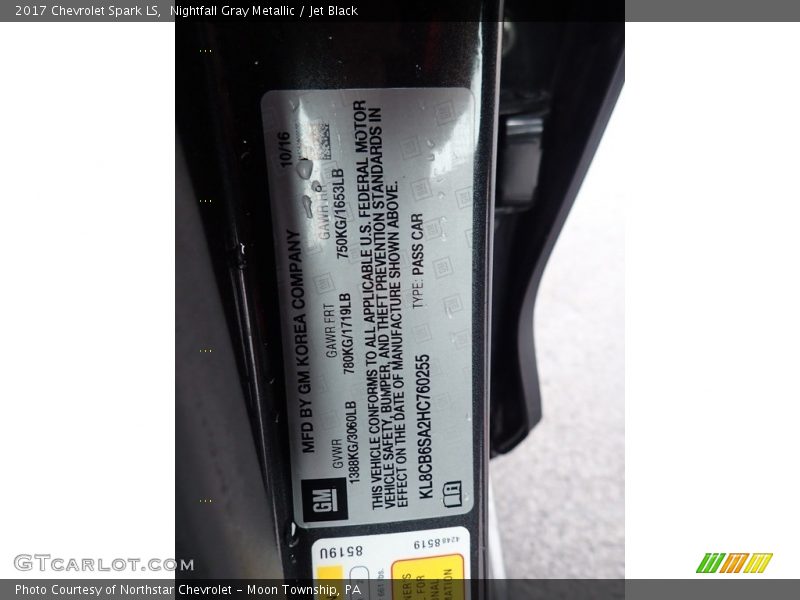 2017 Chevrolet Spark LS,  Nightfall Gray Metallic / Jet Black
MFD BY GM KOREA COMPANY 10/16
GVWR GAWR FRT GAWR RR
1388KG/3060LB 780KG/1719LB 750KG/1653LB
THIS VEHICLE CONFORMS TO ALL APPLICABLE U.S. FEDERAL MOTOR
VEHICLE SAFETY, BUMPER, AND THEFT PREVENTION STANDARDS IN
EFFECT ON THE DATE OF MANUFACTURE SHOWN ABOVE.
TYPE: PASS CAR
KL8CB6SA2HC760255
GM
i
85519U
42488519
GTCarLot.com
Photo Courtesy of Northstar Chevrolet - Moon Township, PA